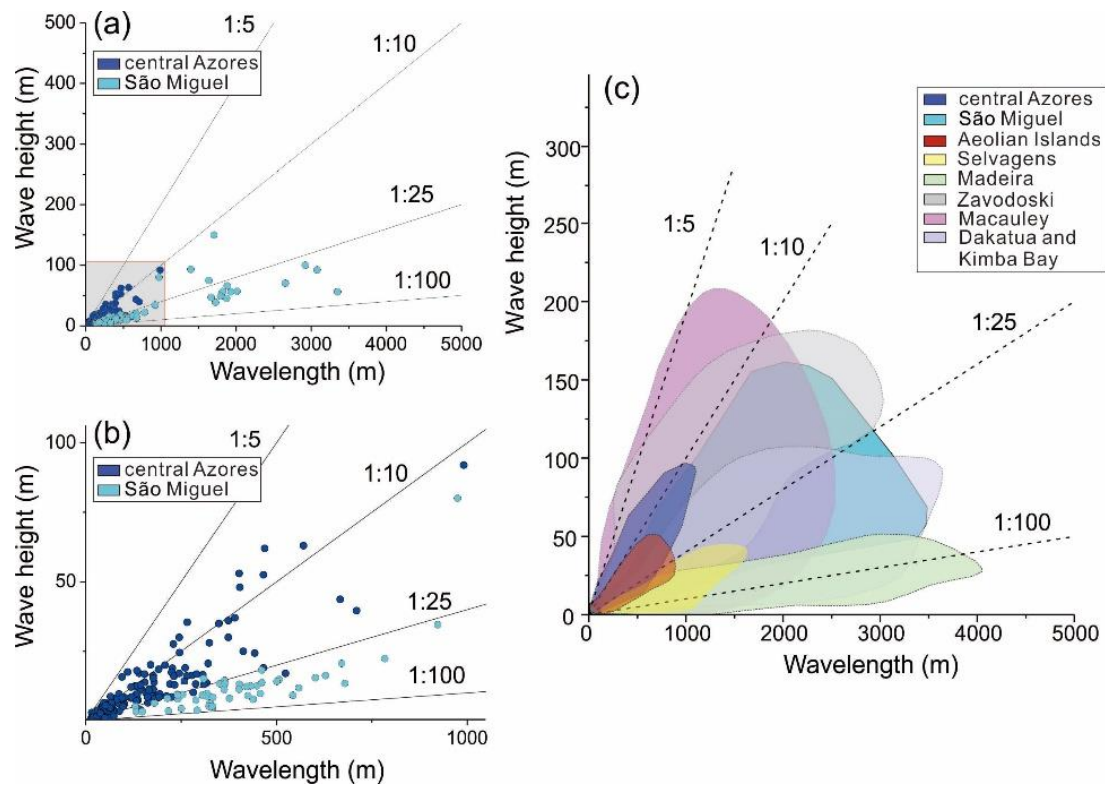 (a)
1:5
1:10
1:25
1:100
central Azores
São Miguel
500
400
300
200
100
0
Wave height (m)
0
1000
2000
3000
4000
5000
Wavelength (m)
(b)
1:5
1:10
1:25
1:100
central Azores
São Miguel
100
50
Wave height (m)
0
500
1000
Wavelength (m)
(c)
1:5
1:10
1:25
1:100
central Azores
São Miguel
Aeolian Islands
Selvagens
Madeira
Zavodoski
Macauley
Dakatua and
Kimba Bay
300
250
200
150
100
50
0
Wave height (m)
0
1000
2000
3000
4000
5000
Wavelength (m)